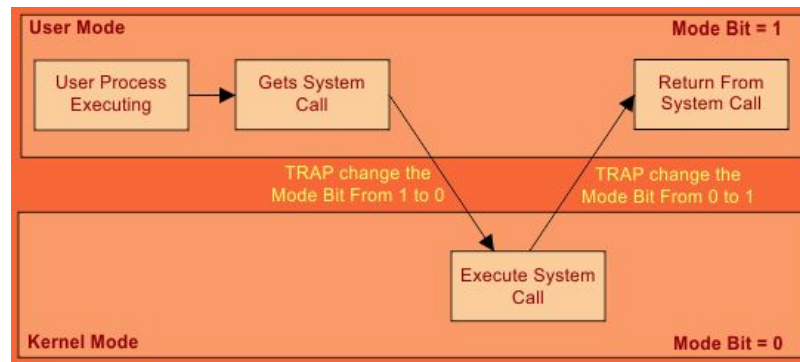 User Mode
Mode Bit = 1
User Process
Executing
Gets System
Call
Return From
System Call
TRAP change the
Mode Bit From 1 to 0
TRAP change the
Mode Bit From 0 to 1
Execute System
Call
Kernel Mode
Mode Bit = 0